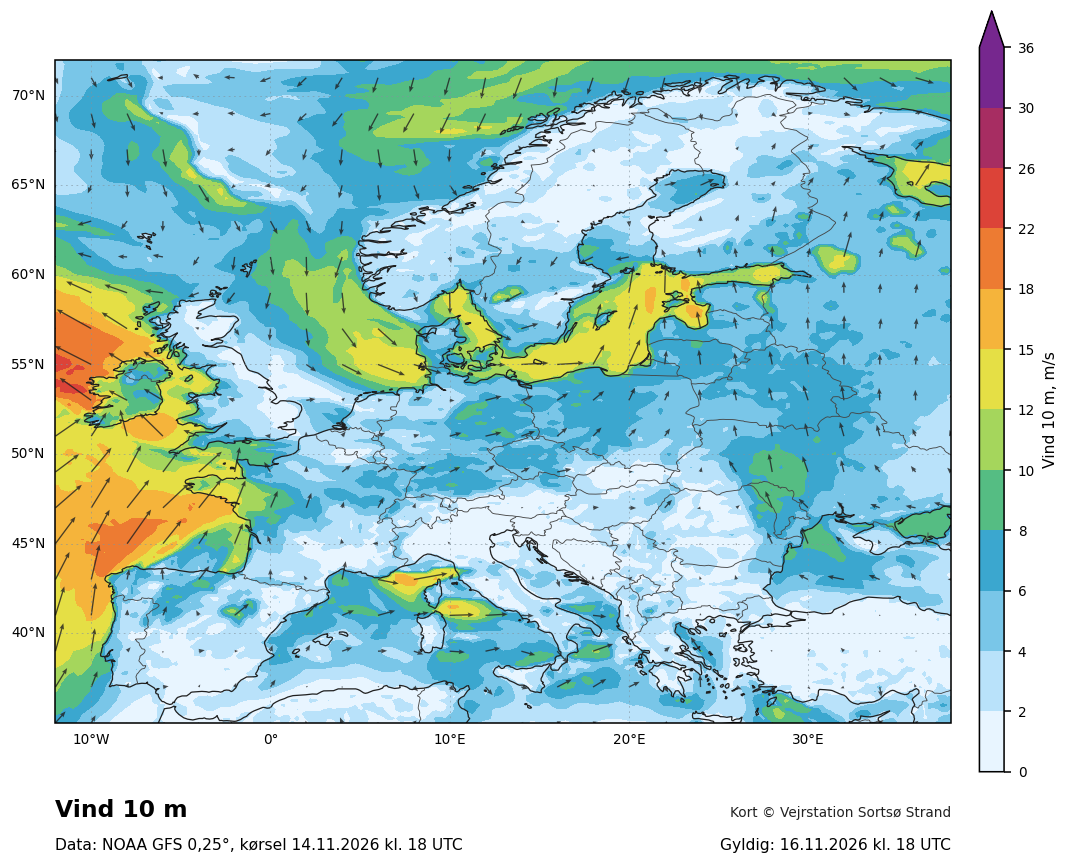 70°N
65°N
60°N
55°N
50°N
45°N
40°N
10°W
0°
10°E
20°E
30°E
36
30
26
22
18
15
12
10
8
6
4
2
0
Vind 10 m, m/s
Vind 10 m
Kort © Vejrstation Sortsø Strand
Data: NOAA GFS 0,25°, kørsel 14.11.2026 kl. 18 UTC
Gyldig: 16.11.2026 kl. 18 UTC